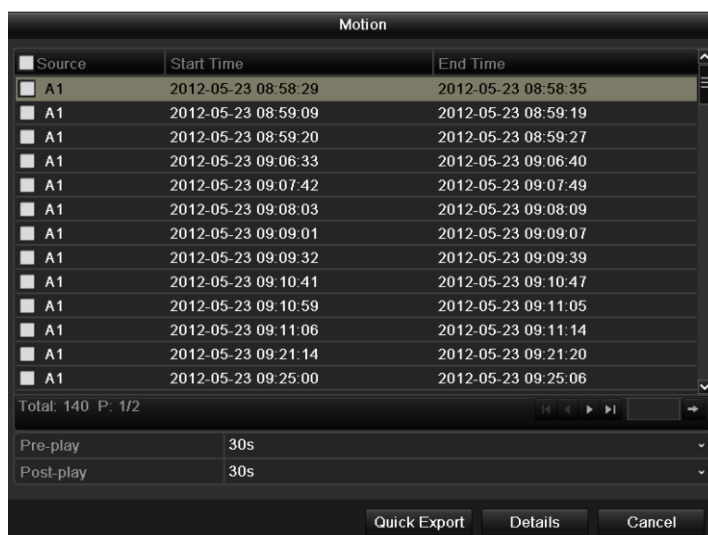 Motion
Source Start Time End Time
A1 2012-05-23 08:58:29 2012-05-23 08:58:35
A1 2012-05-23 08:59:09 2012-05-23 08:59:19
A1 2012-05-23 08:59:20 2012-05-23 08:59:27
A1 2012-05-23 09:06:33 2012-05-23 09:06:40
A1 2012-05-23 09:07:42 2012-05-23 09:07:49
A1 2012-05-23 09:08:03 2012-05-23 09:08:09
A1 2012-05-23 09:09:01 2012-05-23 09:09:07
A1 2012-05-23 09:09:32 2012-05-23 09:09:39
A1 2012-05-23 09:10:41 2012-05-23 09:10:47
A1 2012-05-23 09:10:59 2012-05-23 09:11:05
A1 2012-05-23 09:11:06 2012-05-23 09:11:14
A1 2012-05-23 09:21:14 2012-05-23 09:21:20
A1 2012-05-23 09:25:00 2012-05-23 09:25:06
Total: 140 P: 1/2
Pre-play 30s
Post-play 30s
Quick Export Details Cancel